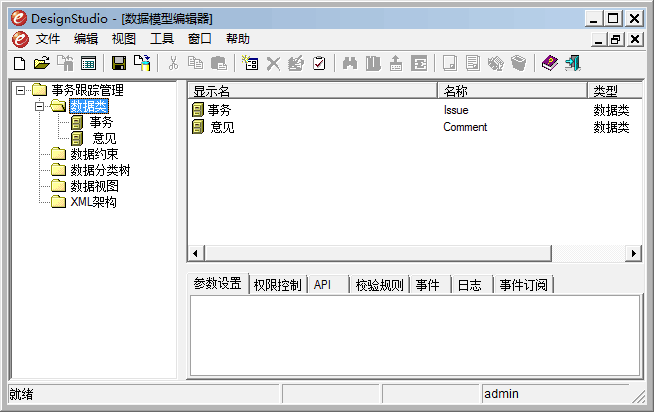 DesignStudio - [数据模型编辑器]
文件 编辑 视图 工具 窗口 帮助
事务跟踪管理
数据类
事务
意见
数据约束
数据分类树
数据视图
XML架构
显示名 名称 类型
事务 Issue 数据类
意见 Comment 数据类
参数设置 权限控制 API 校验规则 事件 日志 事件订阅
就绪 admin